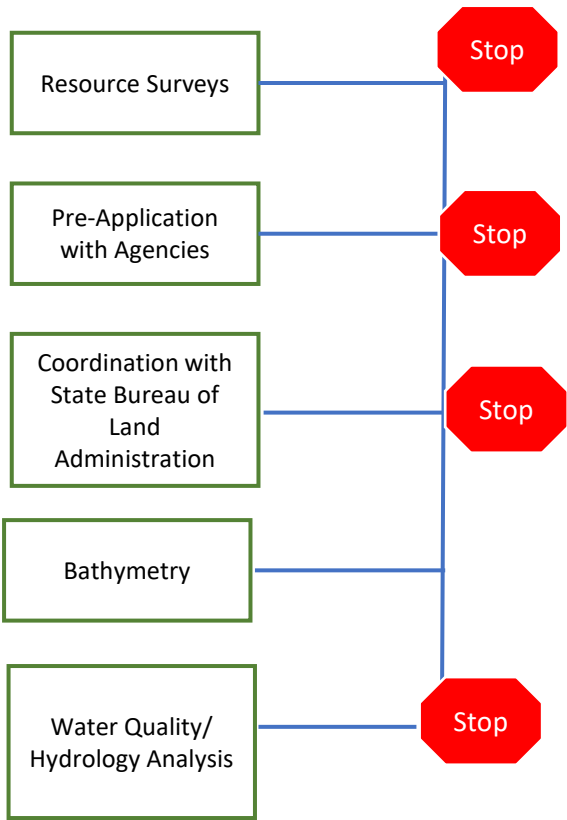 Stop
Resource Surveys
Pre-Application
with Agencies
Stop
Coordination with
State Bureau of
Land
Administration
Stop
Bathymetry
Water Quality/
Hydrology Analysis
Stop